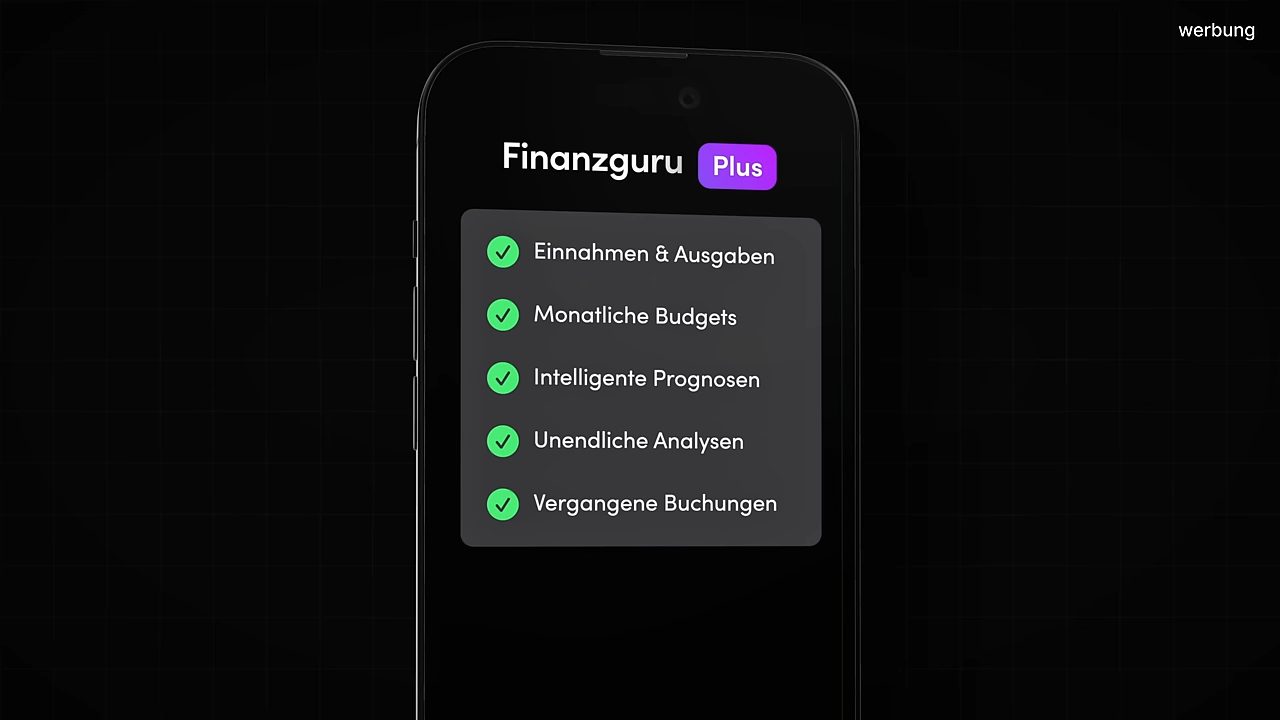 werbung
Finanzguru Plus
Einnahmen & Ausgaben
Monatliche Budgets
Intelligente Prognosen
Unendliche Analysen
Vergangene Buchungen